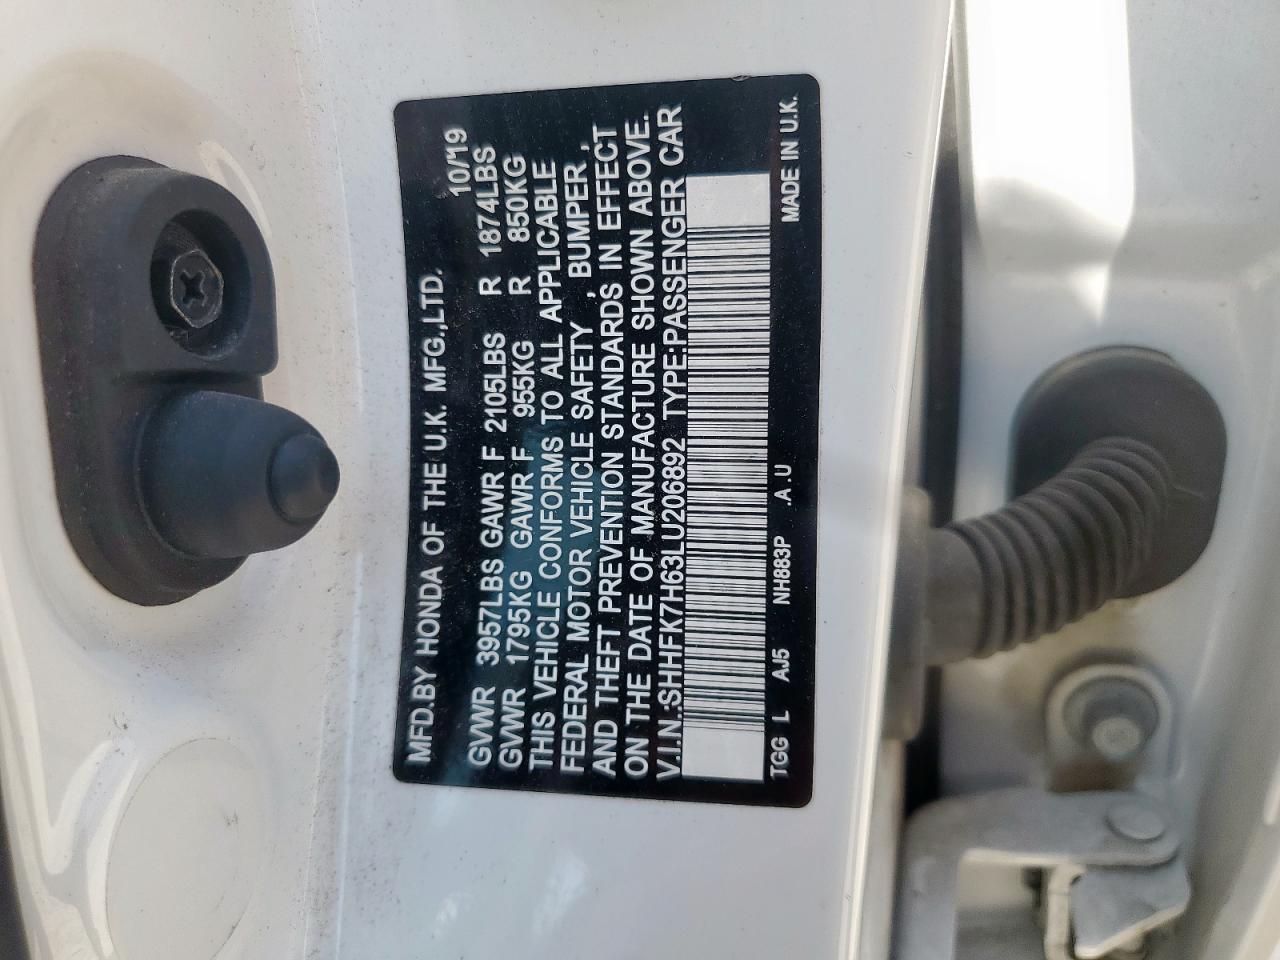 MFD.BY HONDA OF THE U.K. MFG.,LTD. 10/19
GVWR 3957LBS GAWR F 2105LBS R 1874LBS
GVWR 1795KG GAWR F 955KG R 850KG
THIS VEHICLE CONFORMS TO ALL APPLICABLE
FEDERAL MOTOR VEHICLE SAFETY , BUMPER ,
AND THEFT PREVENTION STANDARDS IN EFFECT
ON THE DATE OF MANUFACTURE SHOWN ABOVE.
V.I.N.:SHHFK7H63LU206892 TYPE:PASSENGER CAR
TGG L AJ5 NH883P .A .U MADE IN U.K.